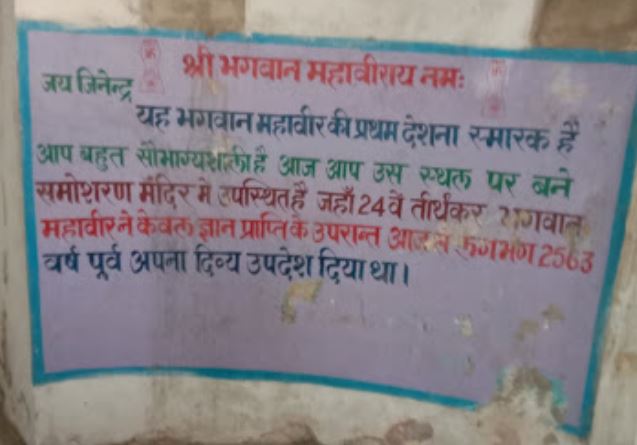 श्री भगवान महावीराय नमः
जय जिनेन्द्र
यह भगवान महावीर की प्रथम देशना स्मारक है
आप बहुत सौभाग्यशाली है आज आप उस स्थल पर बने
समोशरण मंदिर मे उपस्थित है जहाँ 24 वे तीर्थकर भगवान
महावीर ने केवल ज्ञान प्राप्ति के उपरान्त आज से लगभग 2563
वर्ष पूर्व अपना दिव्य उपदेश दिया था।